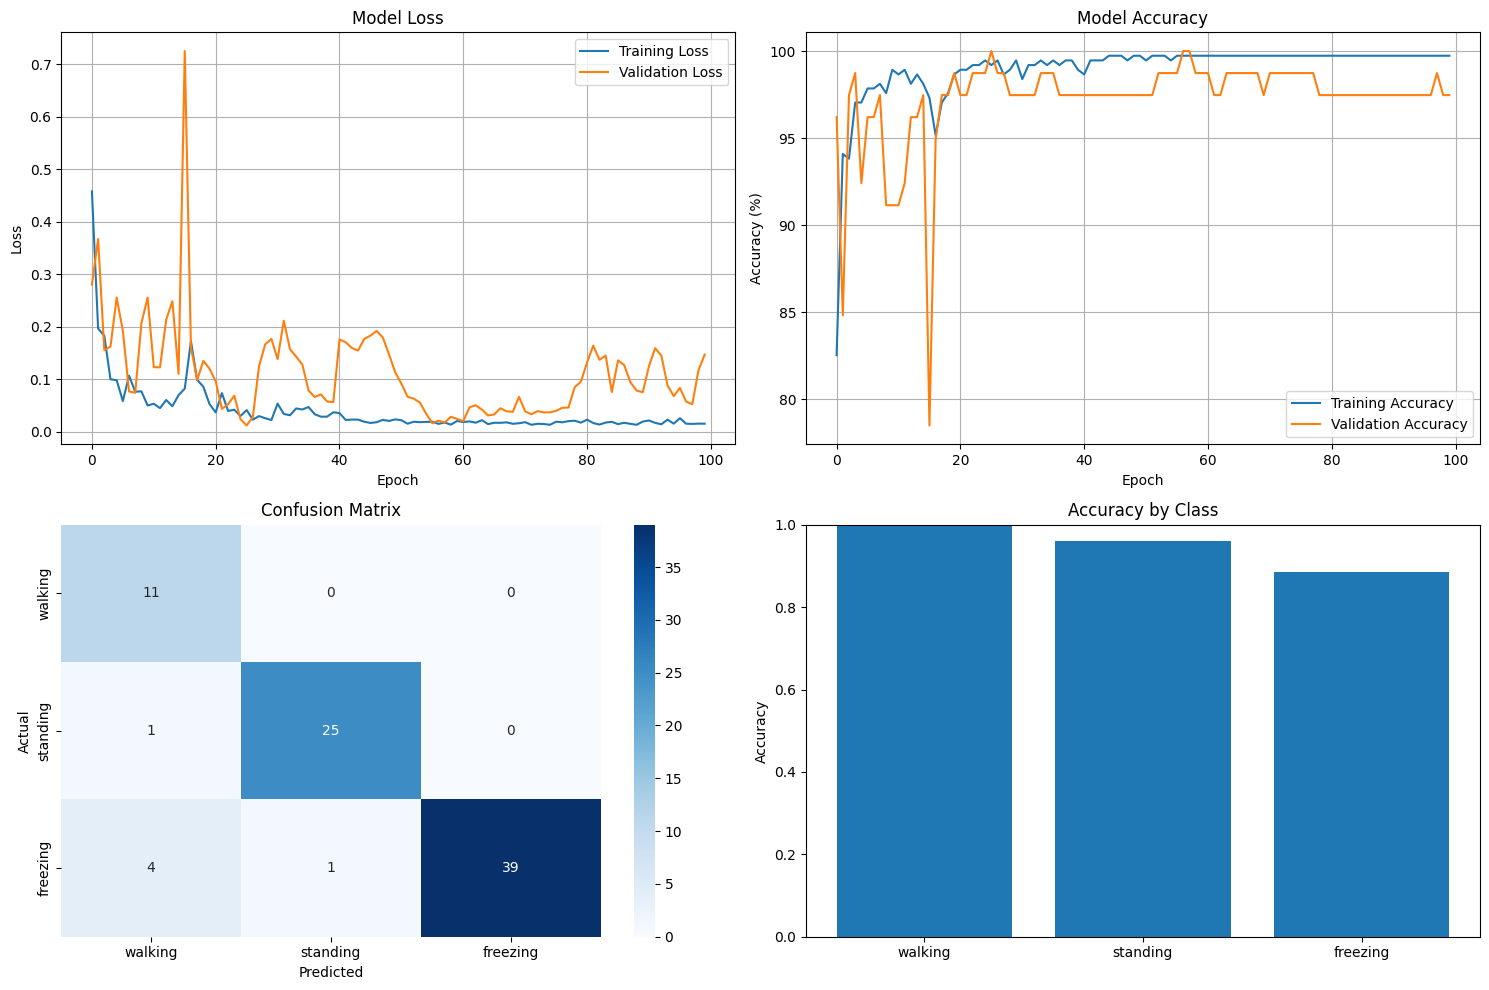 Model Loss
Training Loss
Validation Loss
0.7
0.6
0.5
0.4
0.3
0.2
0.1
0.0
Loss
0 20 40 60 80 100
Epoch
Model Accuracy
100
95
90
85
80
Accuracy (%)
Training Accuracy
Validation Accuracy
0 20 40 60 80 100
Epoch
Confusion Matrix
walking
11 0 0
standing
1 25 0
freezing
4 1 39
Actual
walking standing freezing
Predicted
35
30
25
20
15
10
5
0
Accuracy by Class
1.0
0.8
0.6
0.4
0.2
0.0
Accuracy
walking standing freezing